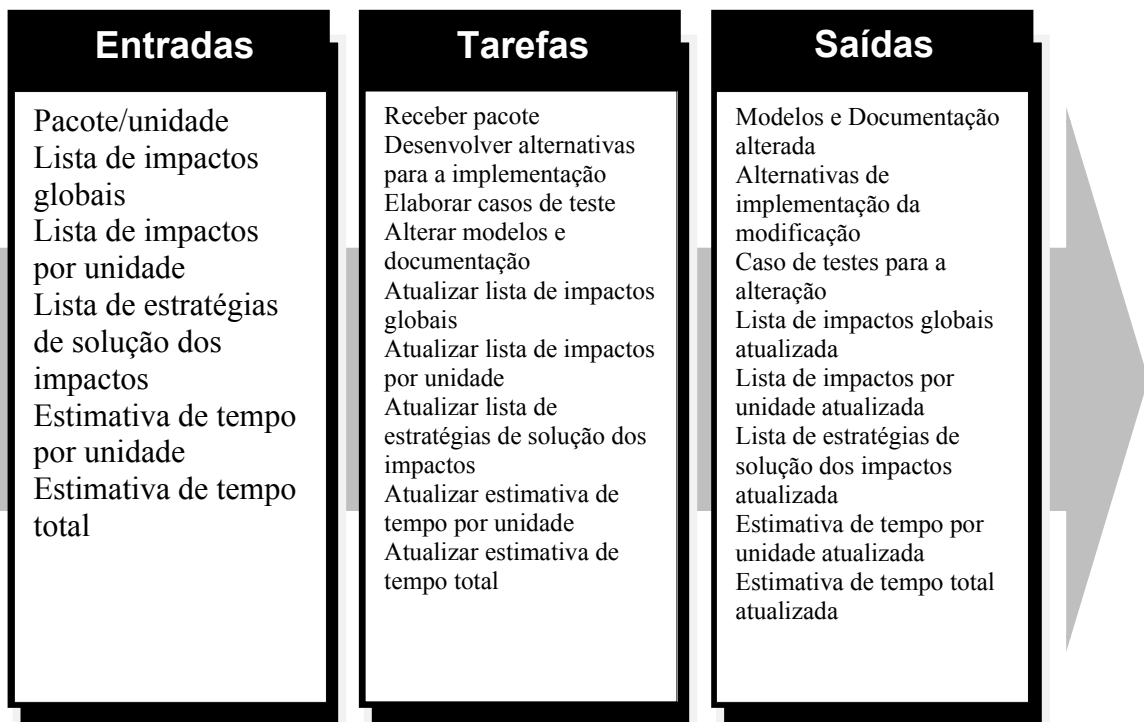 Entradas
Pacote/unidade
Lista de impactos
globais
Lista de impactos
por unidade
Lista de estratégias
de solução dos
impactos
Estimativa de tempo
por unidade
Estimativa de tempo
total
Tarefas
Receber pacote
Desenvolver alternativas
para a implementação
Elaborar casos de teste
Alterar modelos e
documentação
Atualizar lista de impactos
globais
Atualizar lista de impactos
por unidade
Atualizar lista de
estratégias de solução dos
impactos
Atualizar estimativa de
tempo por unidade
Atualizar estimativa de
tempo total
Saídas
Modelos e Documentação
alterada
Alternativas de
implementação da
modificação
Caso de testes para a
alteração
Lista de impactos globais
atualizada
Lista de impactos por
unidade atualizada
Lista de estratégias de
solução dos impactos
atualizada
Estimativa de tempo por
unidade atualizada
Estimativa de tempo total
atualizada